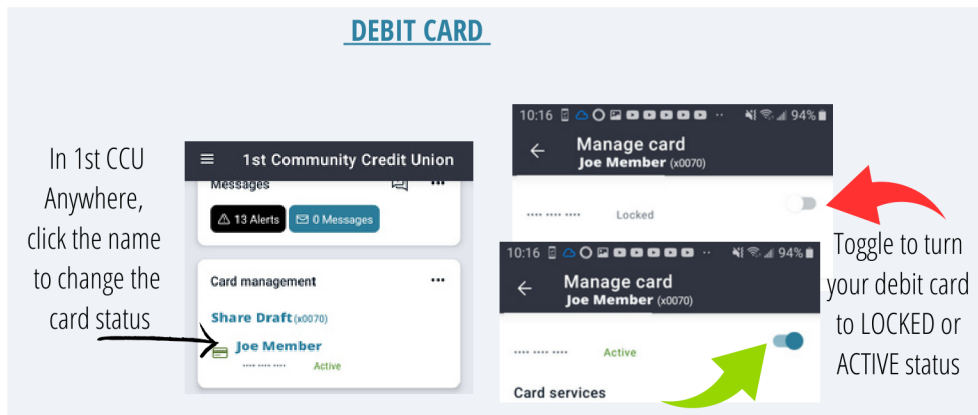 DEBIT CARD
In 1st CCU
Anywhere,
click the name
to change the
card status
1st Community Credit Union
Messages
13 Alerts
0 Messages
Card management
Share Draft (x0070)
Joe Member
Active
10:16
94%
Manage card
Joe Member (x0070)
Locked
10:16
94%
Manage card
Joe Member (x0070)
Active
Card services
Toggle to turn
your debit card
to LOCKED or
ACTIVE status